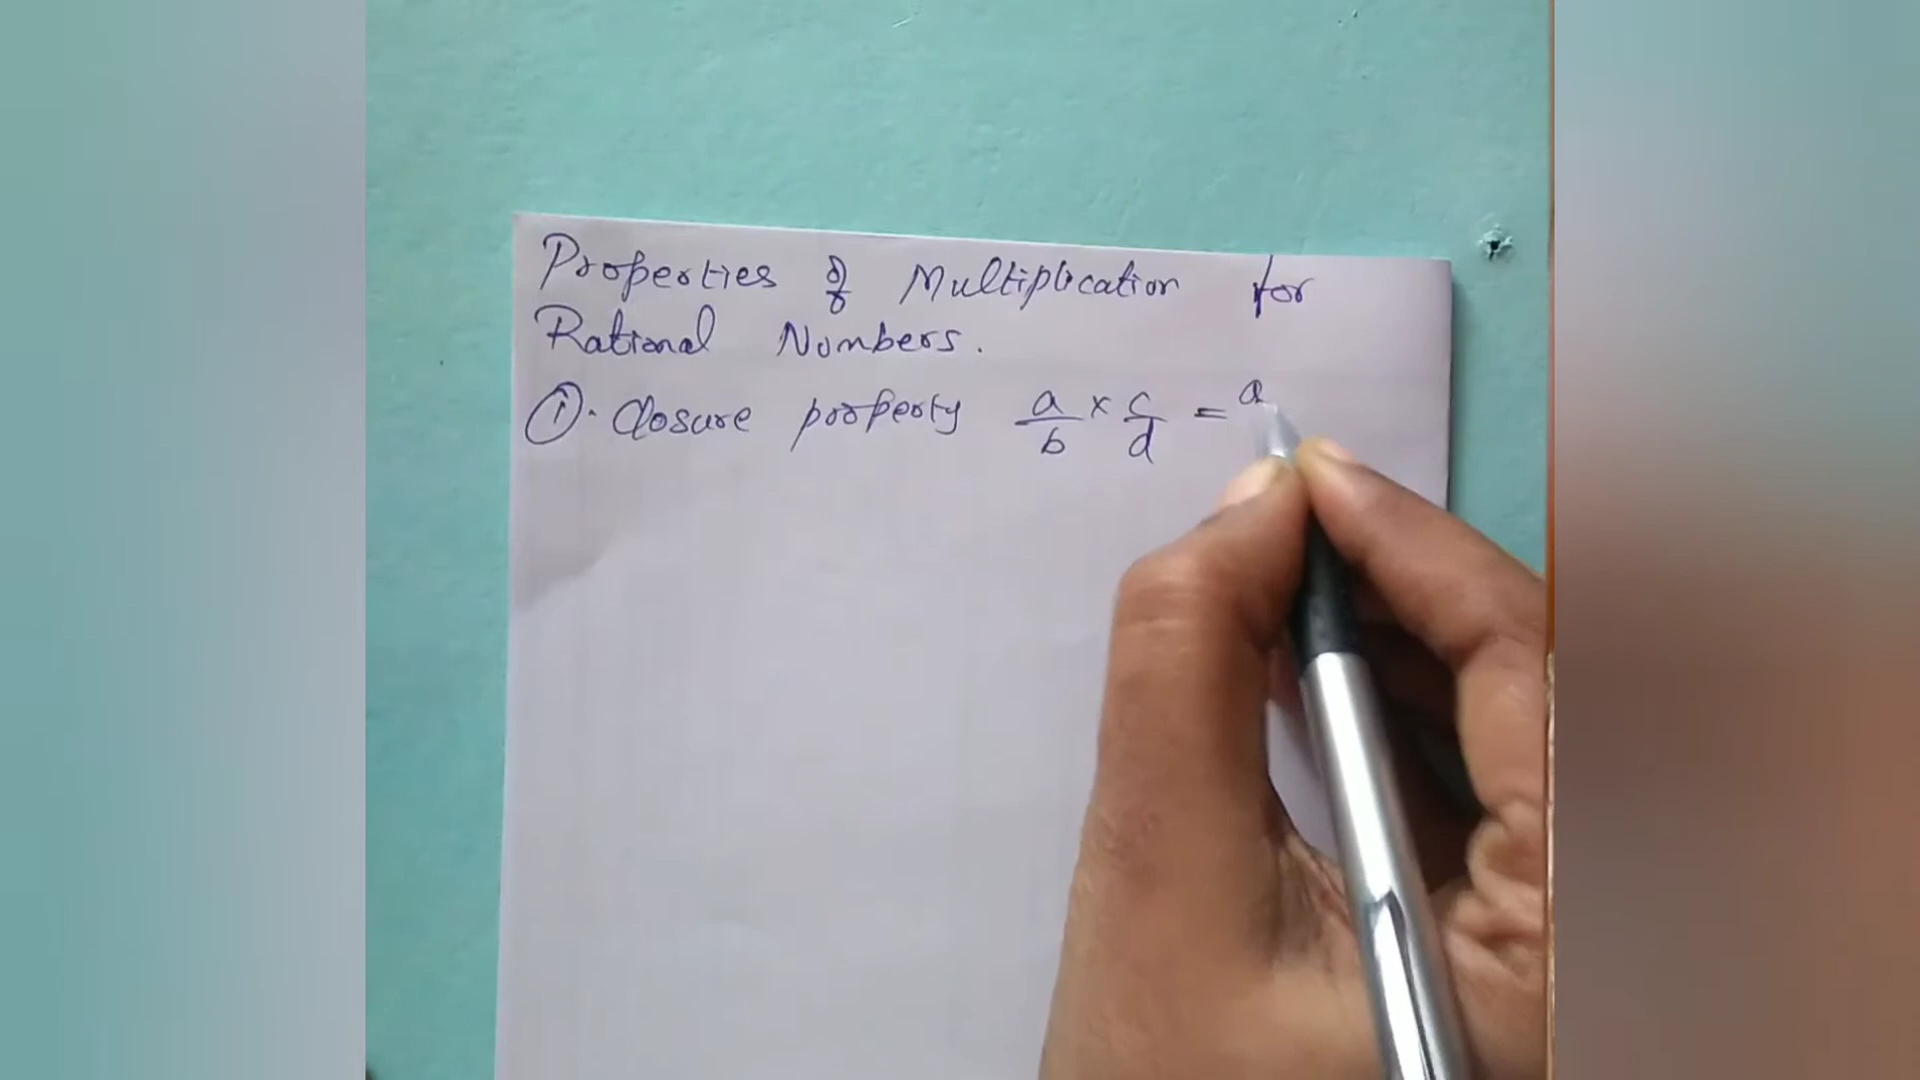 Properties of Multiplication for
Rational Numbers.
①. Closure property a/b × c/d = a